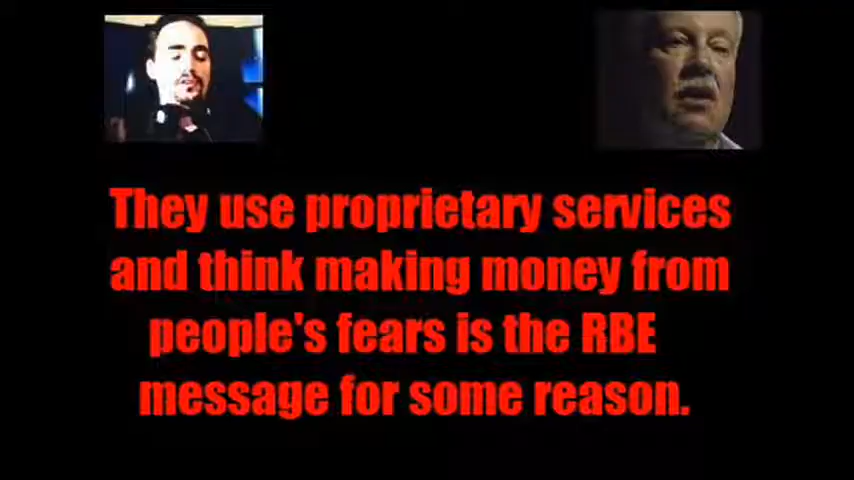 They use proprietary services
and think making money from
people's fears is the RBE
message for some reason.